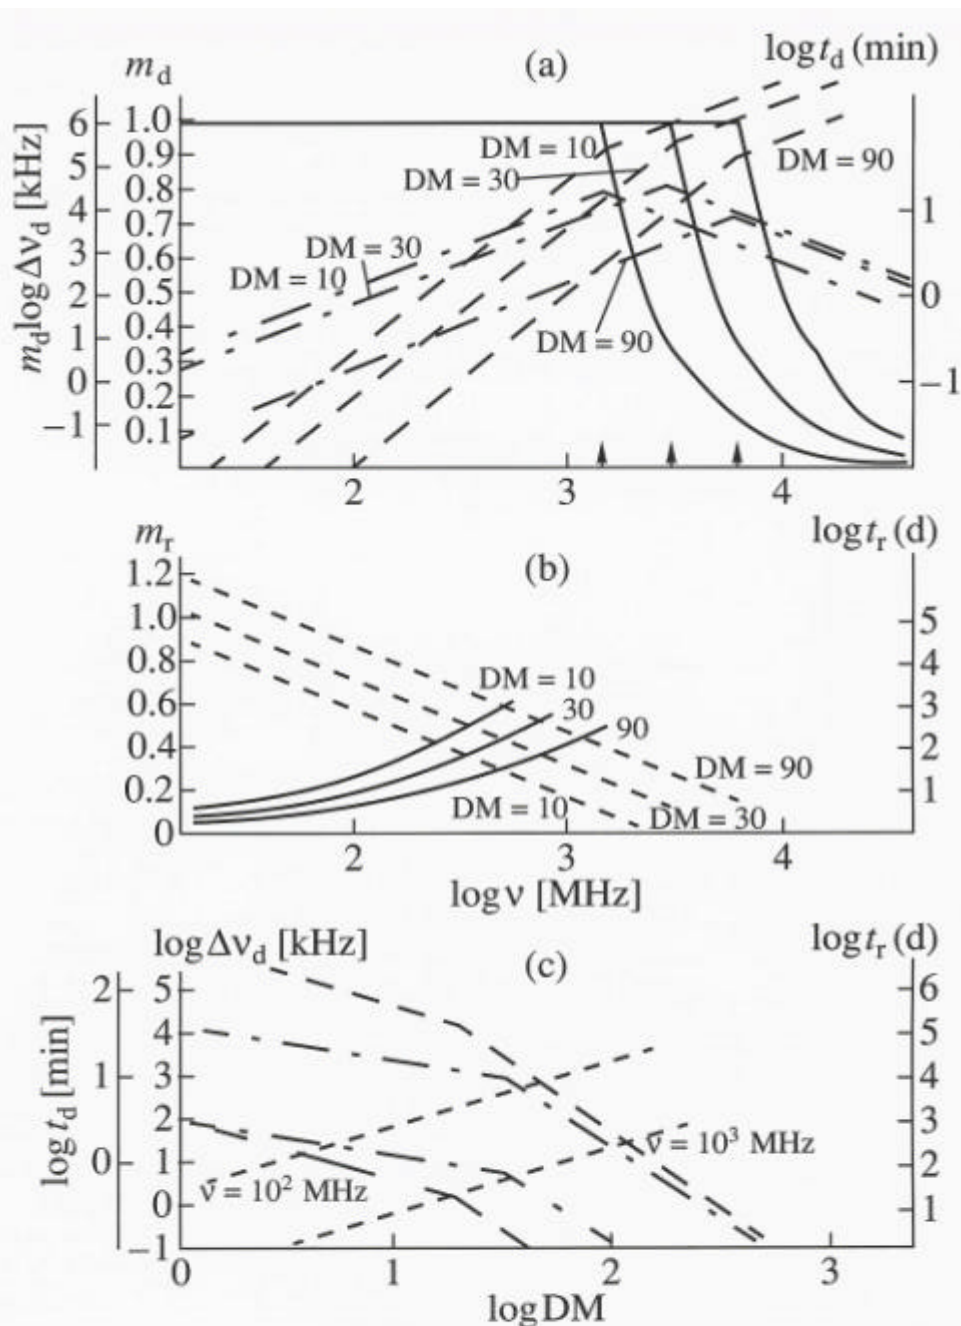 (a)
m_d
log t_d (min)
m_d log Δν_d [kHz]
6
5
4
3
2
1
0
−1
1.0
0.9
0.8
0.7
0.6
0.5
0.4
0.3
0.2
0.1
DM = 10
DM = 30
DM = 90
DM = 30
DM = 10
DM = 90
1
0
−1
2
3
4
m_r
(b)
log t_r (d)
1.2
1.0
0.8
0.6
0.4
0.2
0
DM = 10
30
90
DM = 90
DM = 10
DM = 30
5
4
3
2
1
2
3
4
log ν [MHz]
log Δν_d [kHz]
(c)
log t_r (d)
log t_d [min]
2
1
0
5
4
3
2
1
0
−1
6
5
4
3
2
1
ν̄ = 10² MHz
ν̄ = 10³ MHz
0
1
2
3
log DM